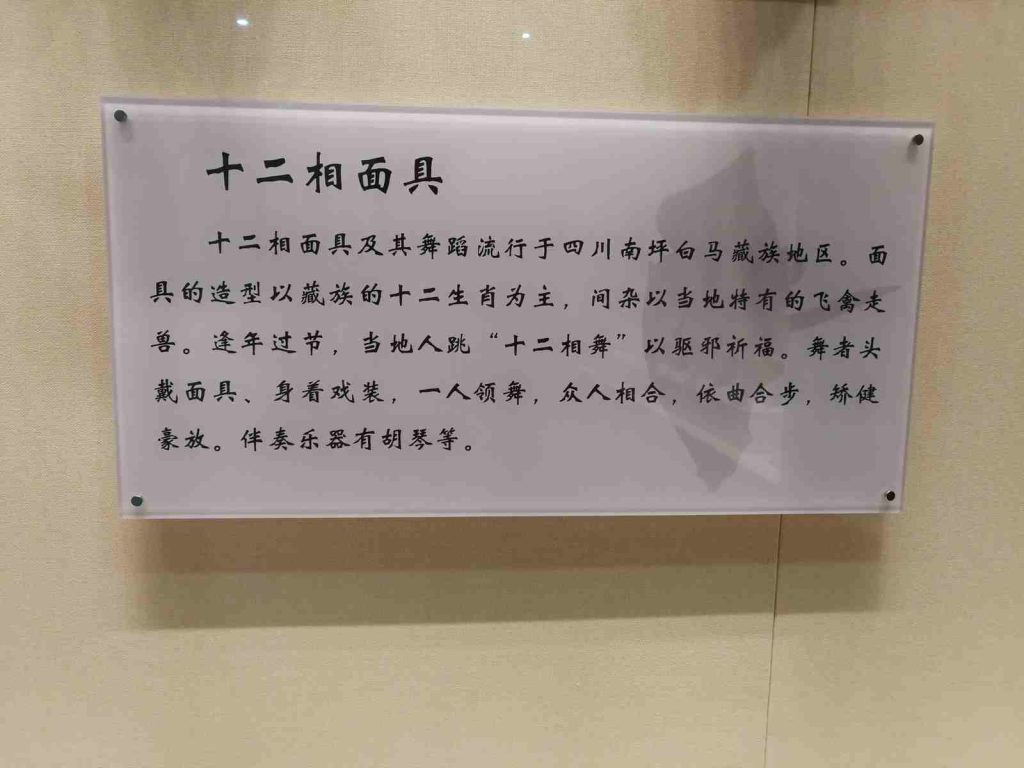 十二相面具
十二相面具及其舞蹈流行于四川南坪白马藏族地区。面
具的造型以藏族的十二生肖为主，间杂以当地特有的飞禽走
兽。逢年过节，当地人跳“十二相舞”以驱邪祈福。舞者头
戴面具、身着戏装，一人领舞，众人相合，依曲合步，矫健
豪放。伴奏乐器有胡琴等。